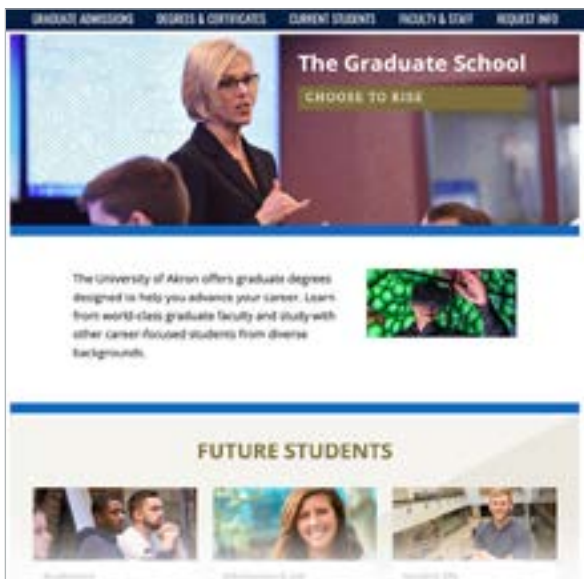 GRADUATE ADMISSIONS DEGREES & CERTIFICATES CURRENT STUDENTS FACULTY & STAFF REQUEST INFO
The Graduate School
CHOOSE TO RISE
The University of Akron offers graduate degrees
designed to help you advance your career. Learn
from world-class graduate faculty and study with
other career-focused students from diverse
backgrounds.
FUTURE STUDENTS